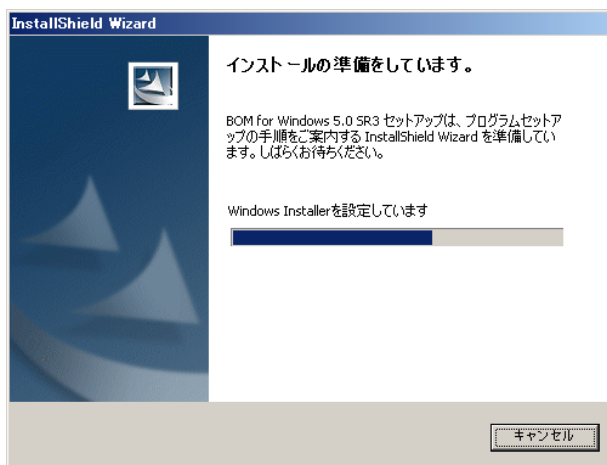 InstallShield Wizard
インストールの準備をしています。
BOM for Windows 5.0 SR3 セットアップは、プログラムセットア
ップの手順をご案内する InstallShield Wizard を準備してい
ます。しばらくお待ちください。
Windows Installerを設定しています
キャンセル